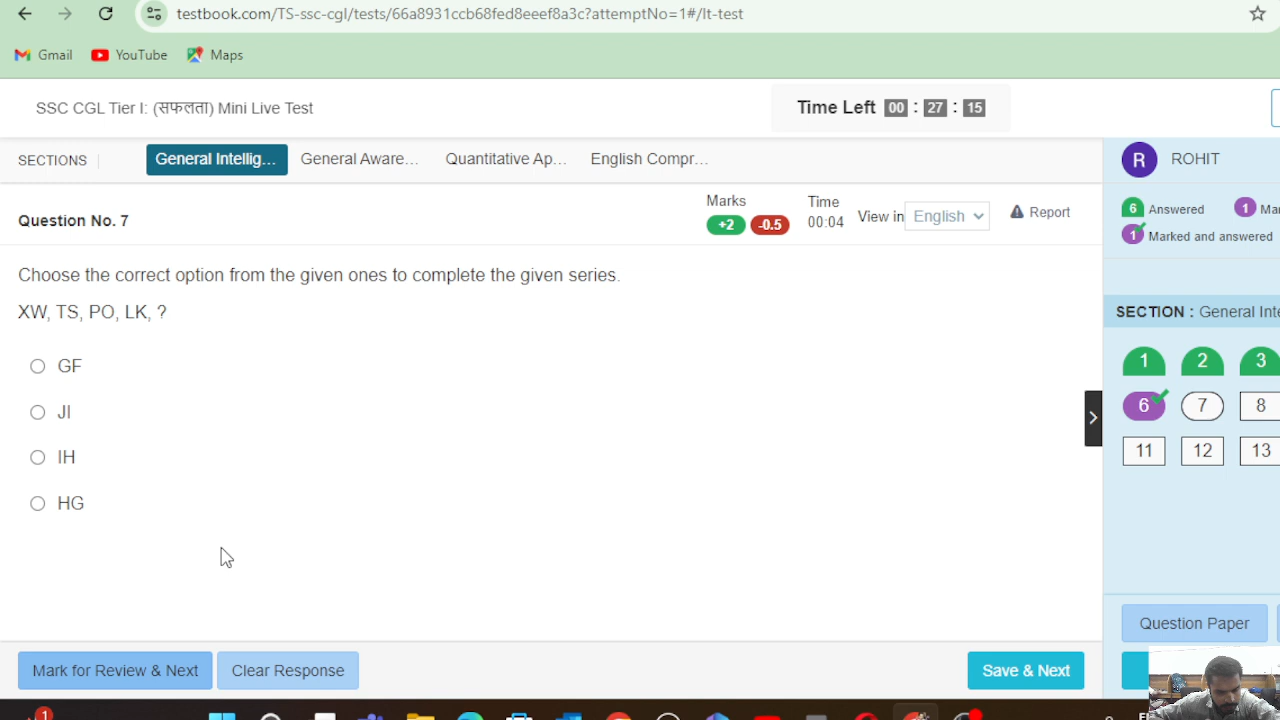 testbook.com/TS-ssc-cgl/tests/66a8931ccb68fed8eeef8a3c?attemptNo=1#/lt-test
Gmail YouTube Maps
SSC CGL Tier I: (सफलता) Mini Live Test
Time Left 00 : 27 : 15
SECTIONS
General Intellig... General Aware... Quantitative Ap... English Compr...
R ROHIT
Question No. 7
Marks
+2 -0.5
Time
00:04
View in English
Report
6 Answered 1 Ma
1 Marked and answered
Choose the correct option from the given ones to complete the given series.
XW, TS, PO, LK, ?
GF
JI
IH
HG
SECTION : General Inte
1 2 3
6 7 8
11 12 13
Question Paper
Mark for Review & Next Clear Response Save & Next
1